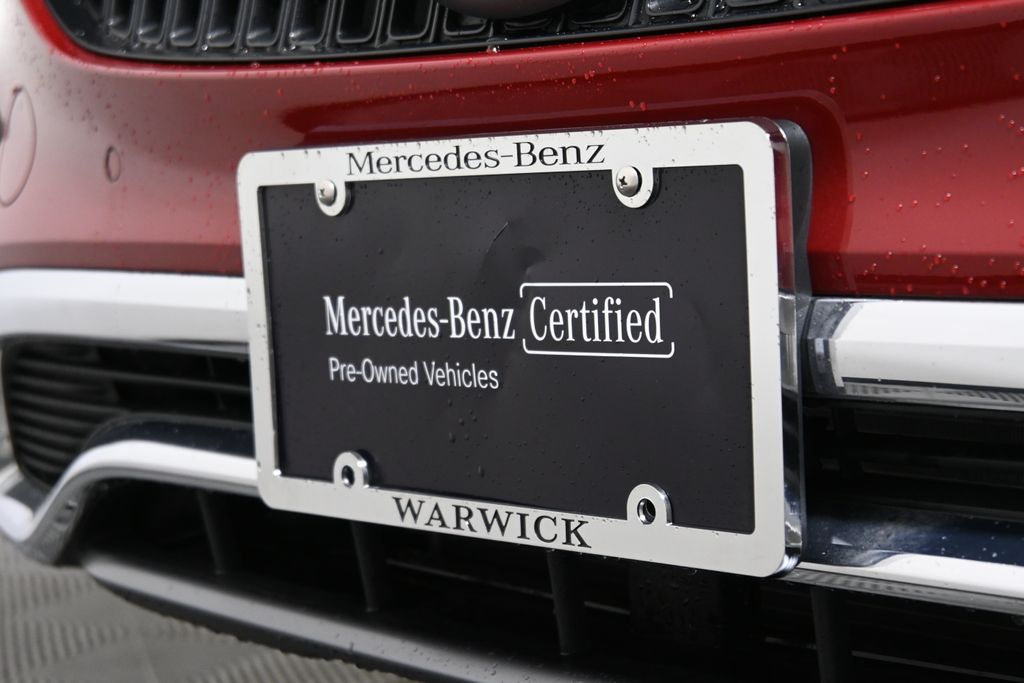 Mercedes-Benz
Mercedes-Benz Certified
Pre-Owned Vehicles
WARWICK